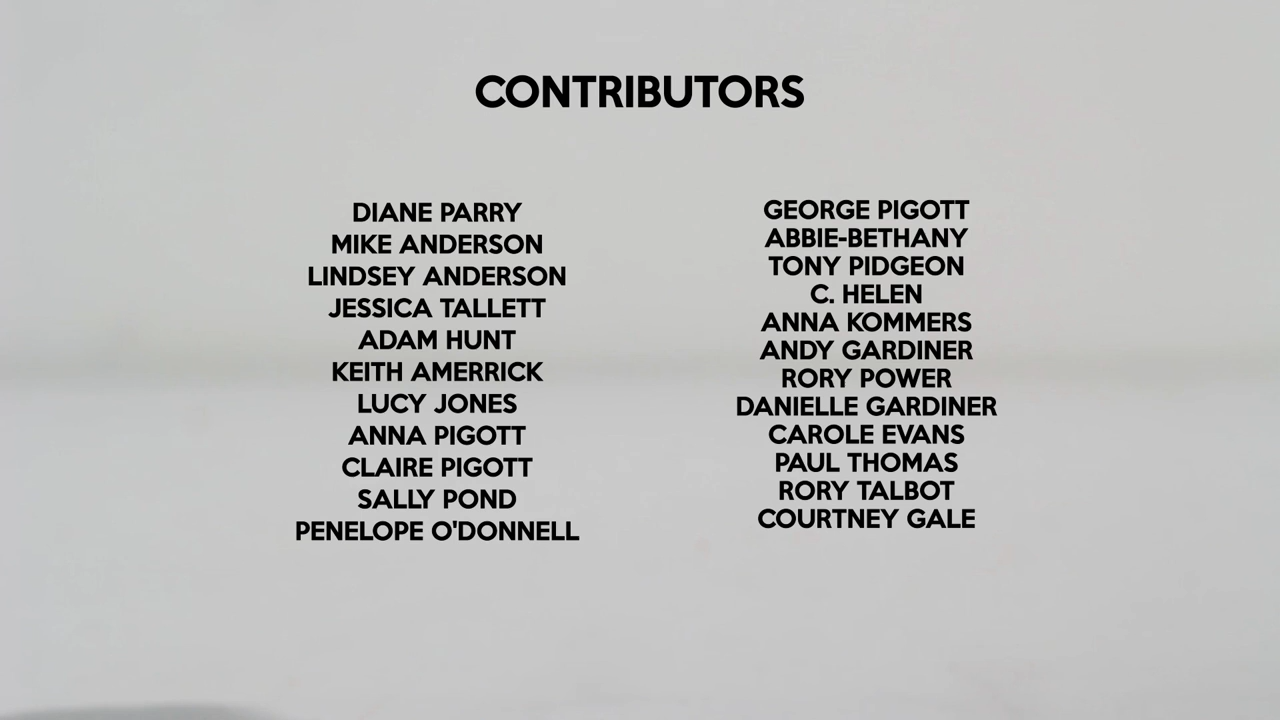 CONTRIBUTORS
DIANE PARRY
MIKE ANDERSON
LINDSEY ANDERSON
JESSICA TALLETT
ADAM HUNT
KEITH AMERRICK
LUCY JONES
ANNA PIGOTT
CLAIRE PIGOTT
SALLY POND
PENELOPE O'DONNELL
GEORGE PIGOTT
ABBIE-BETHANY
TONY PIDGEON
C. HELEN
ANNA KOMMERS
ANDY GARDINER
RORY POWER
DANIELLE GARDINER
CAROLE EVANS
PAUL THOMAS
RORY TALBOT
COURTNEY GALE